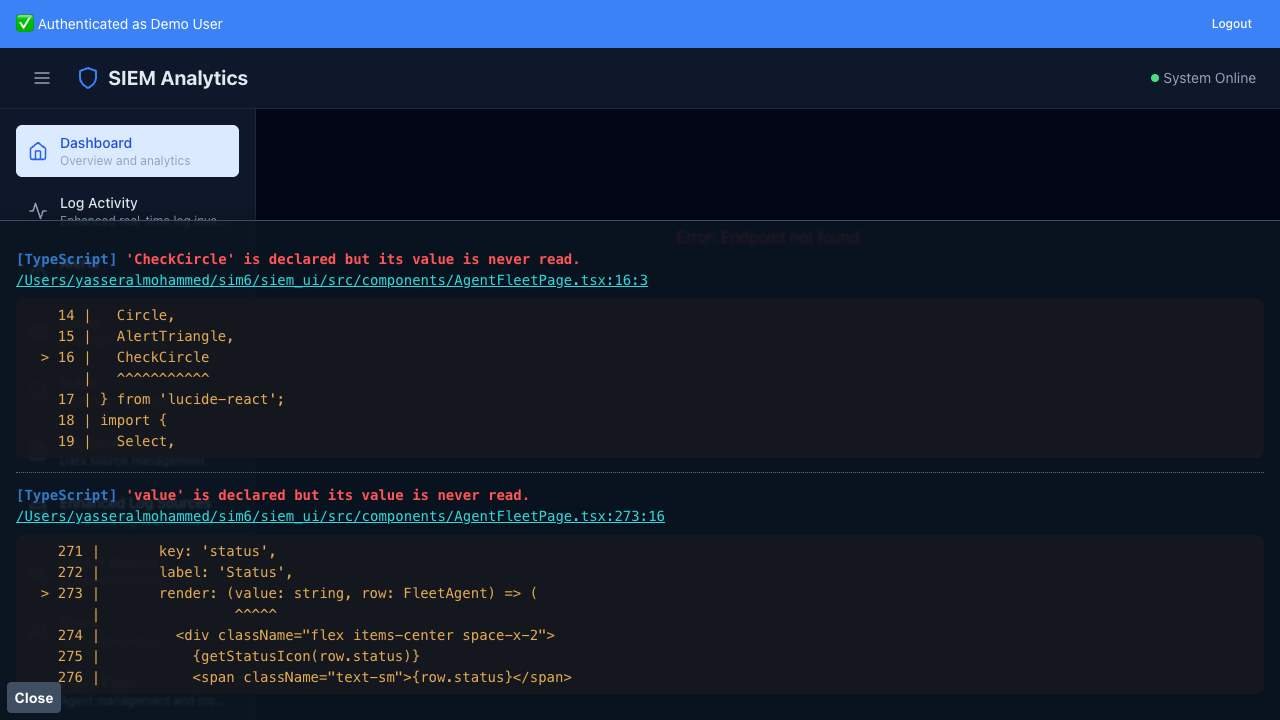 ✅ Authenticated as Demo User
Logout
SIEM Analytics
System Online
Dashboard
Overview and analytics
Log Activity
Enhanced real-time log inve...
Error: Endpoint not found
[TypeScript] 'CheckCircle' is declared but its value is never read.
/Users/yasseralmohammed/sim6/siem_ui/src/components/AgentFleetPage.tsx:16:3
14 |   Circle,
15 |   AlertTriangle,
> 16 |   CheckCircle
|   ^^^^^^^^^^^
17 | } from 'lucide-react';
18 | import {
19 |   Select,
Data source management
[TypeScript] 'value' is declared but its value is never read.
Enhanced Log Sources
/Users/yasseralmohammed/sim6/siem_ui/src/components/AgentFleetPage.tsx:273:16
271 |       key: 'status',
272 |       label: 'Status',
> 273 |       render: (value: string, row: FleetAgent) => (
|                ^^^^^
274 |         <div className="flex items-center space-x-2">
275 |           {getStatusIcon(row.status)}
276 |           <span className="text-sm">{row.status}</span>
Close
Agent management and mo...